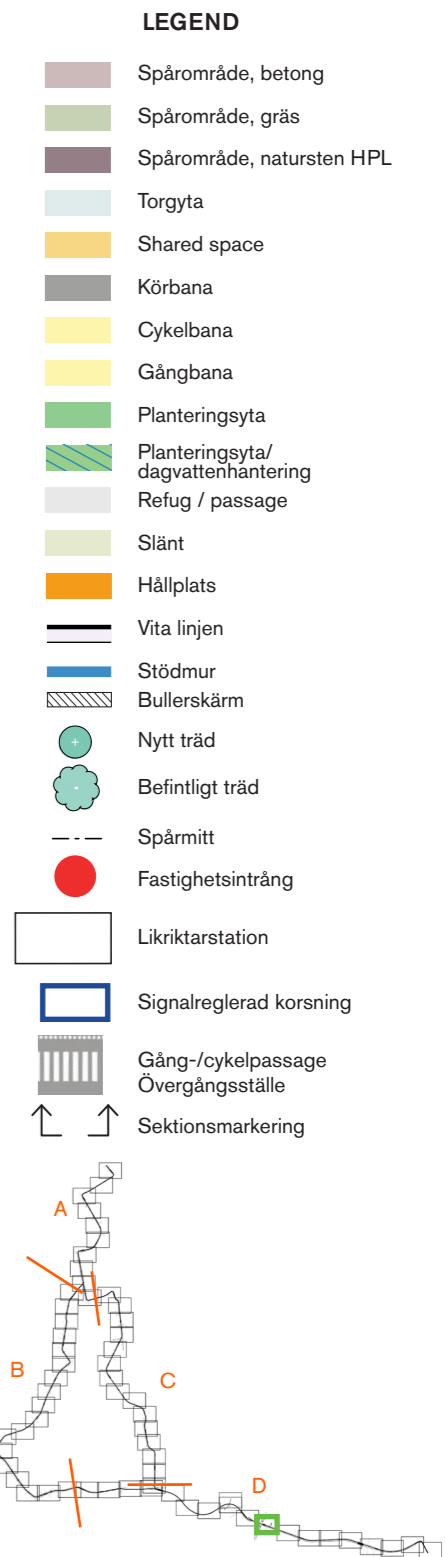 LEGEND
Spårområde, betong
Spårområde, gräs
Spårområde, natursten HPL
Torgyta
Shared space
Körbana
Cykelbana
Gångbana
Planteringsyta
Planteringsyta/
dagvattenhantering
Refug / passage
Slänt
Hållplats
Vita linjen
Stödmur
Bullerskärm
Nytt träd
Befintligt träd
Spårmitt
Fastighetsintrång
Likriktarstation
Signalreglerad korsning
Gång-/cykelpassage
Övergångsställe
Sektionsmarkering
A
B
C
D